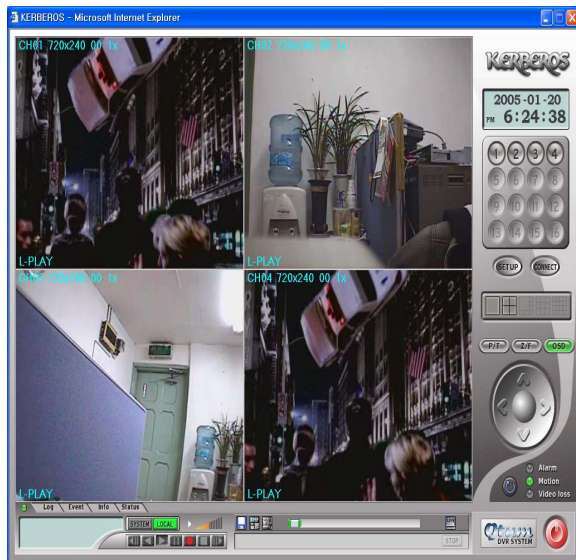 KERBEROS - Microsoft Internet Explorer
CH01 720x240 00 1x
CH02 720x240 00 1x
KERBEROS
2005-01-20
PM 6:24:38
1 2 3 4
5 6 7 8
9 10 11 12
13 14 15 16
L-PLAY
L-PLAY
SETUP CONNECT
CH03 720x240 00 1x
CH04 720x240 00 1x
P/T Z/F OSD
L-PLAY
L-PLAY
Alarm
Motion
Video loss
Log Event Info Status
SYSTEM LOCAL
STOP
Qteam
DVR SYSTEM